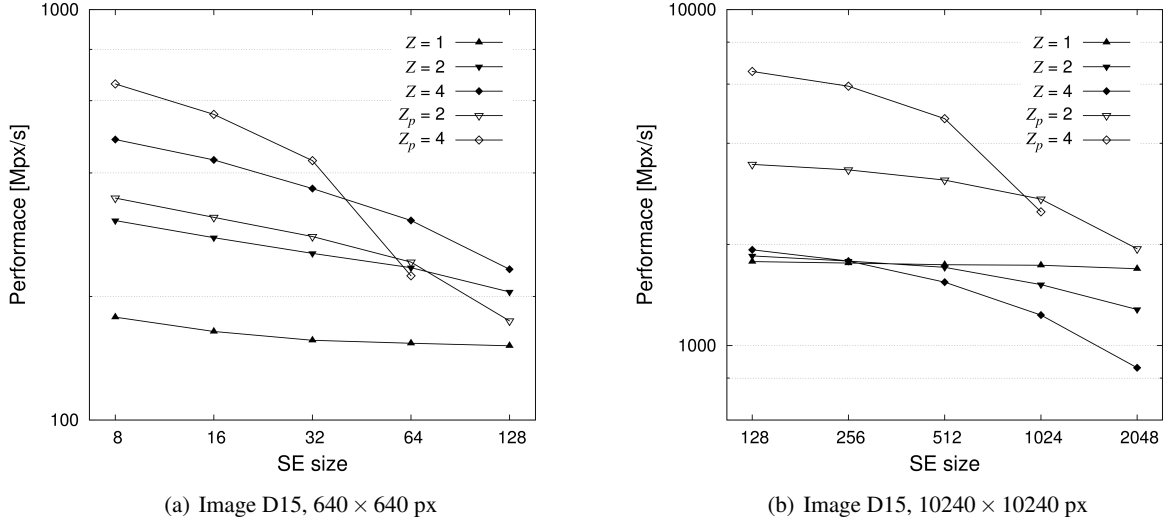 1000
100
Performace [Mpx/s]
Z = 1
Z = 2
Z = 4
Zp = 2
Zp = 4
8 16 32 64 128
SE size
(a) Image D15, 640 × 640 px
10000
1000
Performace [Mpx/s]
Z = 1
Z = 2
Z = 4
Zp = 2
Zp = 4
128 256 512 1024 2048
SE size
(b) Image D15, 10240 × 10240 px